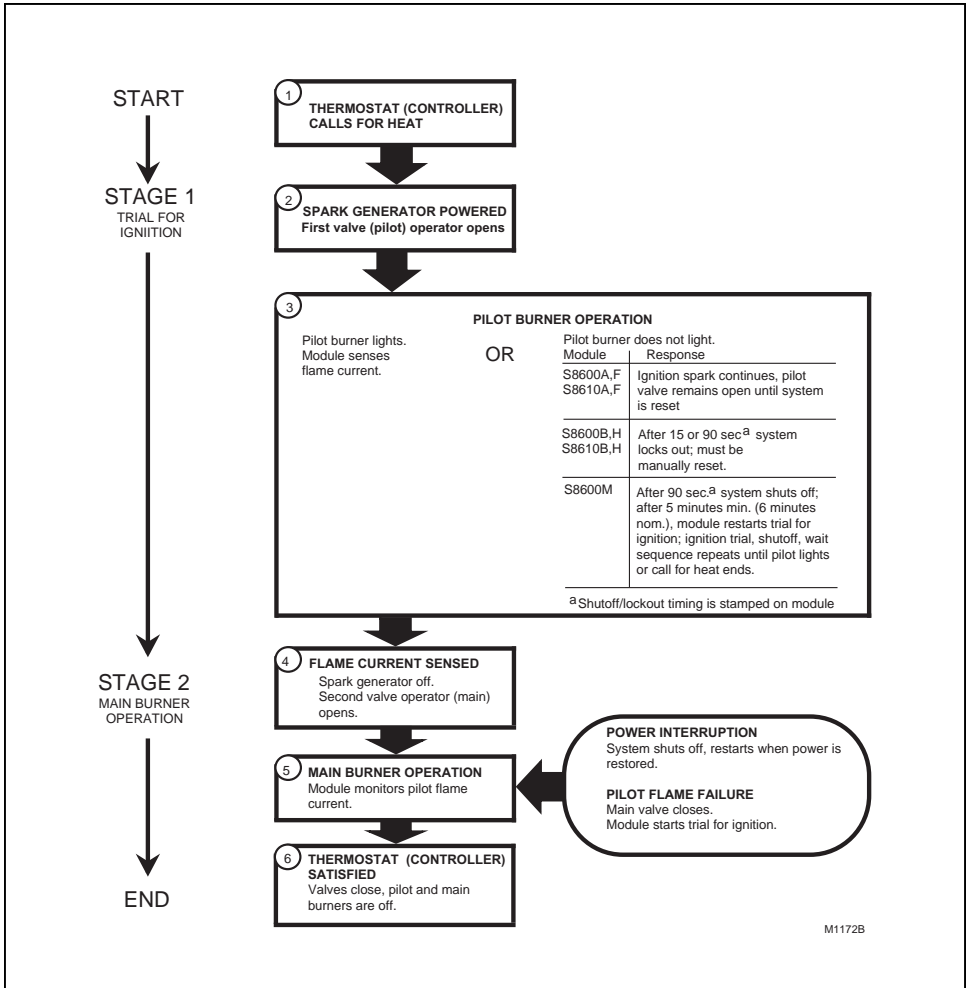 START
STAGE 1
TRIAL FOR
IGNIITION
STAGE 2
MAIN BURNER
OPERATION
END
1
THERMOSTAT (CONTROLLER)
CALLS FOR HEAT
2
SPARK GENERATOR POWERED
First valve (pilot) operator opens
3
PILOT BURNER OPERATION
Pilot burner lights.
Module senses
flame current.
OR
Pilot burner does not light.
Module Response
S8600A,F
S8610A,F
Ignition spark continues, pilot
valve remains open until system
is reset
S8600B,H
S8610B,H
After 15 or 90 sec a system
locks out; must be
manually reset.
S8600M
After 90 sec.a system shuts off;
after 5 minutes min. (6 minutes
nom.), module restarts trial for
ignition; ignition trial, shutoff, wait
sequence repeats until pilot lights
or call for heat ends.
a Shutoff/lockout timing is stamped on module
4
FLAME CURRENT SENSED
Spark generator off.
Second valve operator (main)
opens.
5
MAIN BURNER OPERATION
Module monitors pilot flame
current.
POWER INTERRUPTION
System shuts off, restarts when power is
restored.
PILOT FLAME FAILURE
Main valve closes.
Module starts trial for ignition.
6
THERMOSTAT (CONTROLLER)
SATISFIED
Valves close, pilot and main
burners are off.
M1172B